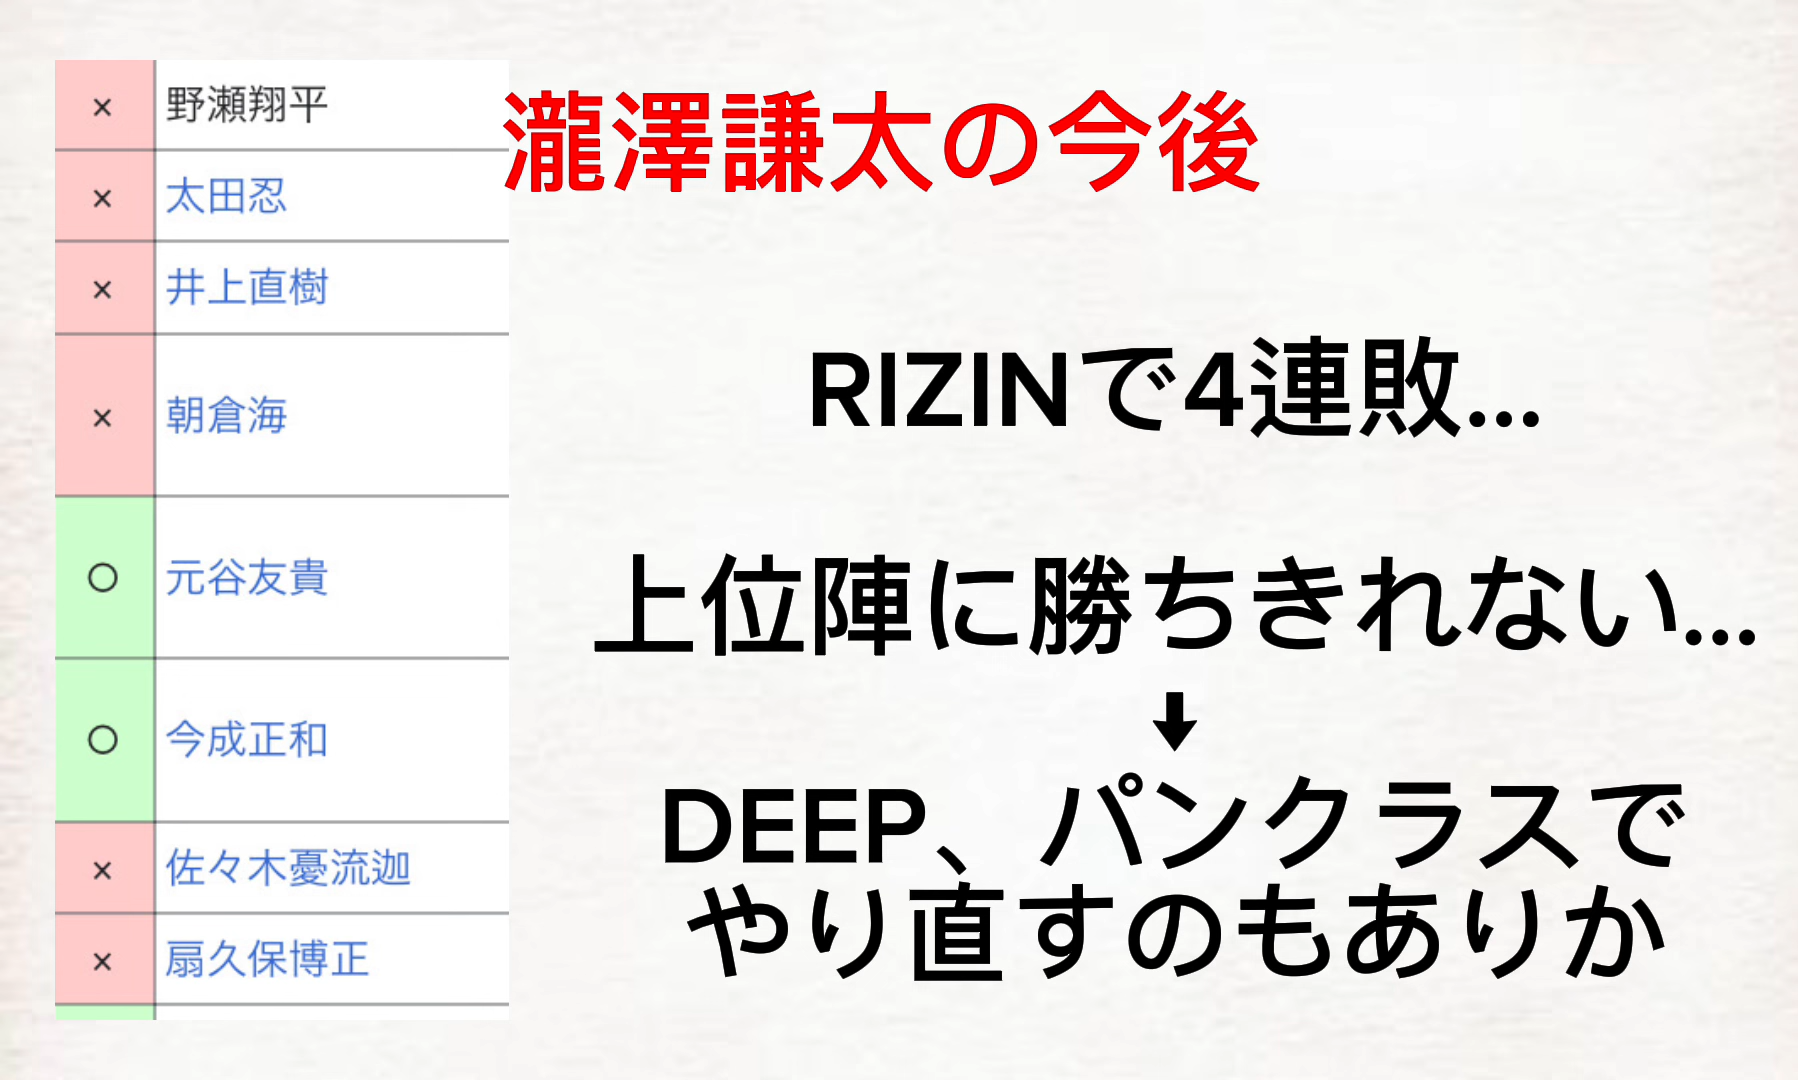 瀧澤謙太の今後
× 野瀬翔平
× 太田忍
× 井上直樹
× 朝倉海
○ 元谷友貴
○ 今成正和
× 佐々木憂流迦
× 扇久保博正
RIZINで4連敗...
上位陣に勝ちきれない...
⬇
DEEP、パンクラスで
やり直すのもありか